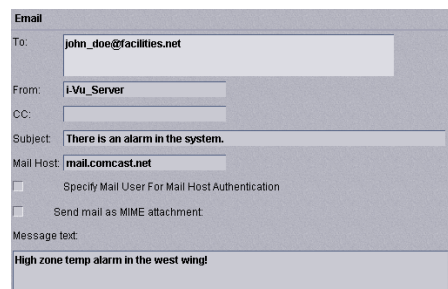 Email
To: john_doe@facilities.net
From: i-Vu_Server
CC:
Subject: There is an alarm in the system.
Mail Host: mail.comcast.net
Specify Mail User For Mail Host Authentication
Send mail as MIME attachment:
Message text:
High zone temp alarm in the west wing!